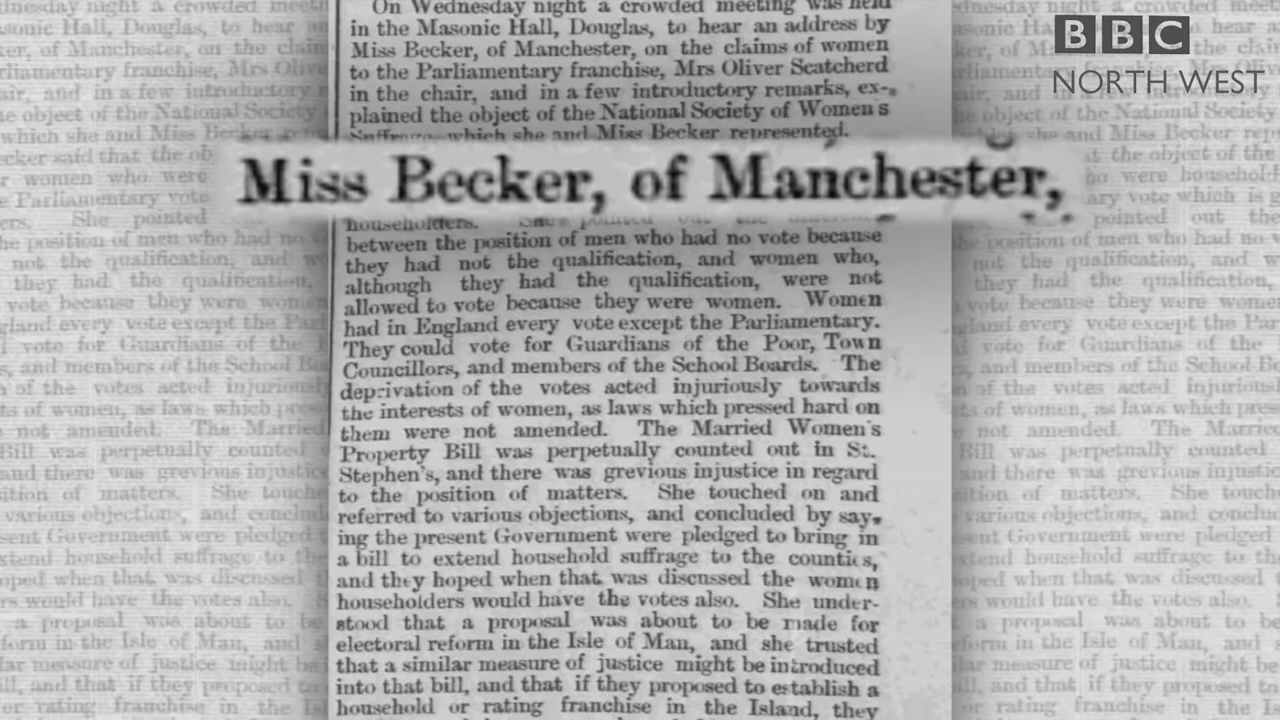 On Wednesday night a crowded meeting was held
in the Masonic Hall, Douglas, to hear an address by
Miss Becker, of Manchester, on the claims of women
to the Parliamentary franchise, Mrs Oliver Scatcherd
in the chair, and in a few introductory remarks, ex-
plained the object of the National Society of Women's
Suffrage which she and Miss Becker represented.
Miss Becker, of Manchester,
householders. She pointed out the difference
between the position of men who had no vote because
they had not the qualification, and women who,
although they had the qualification, were not
allowed to vote because they were women. Women
had in England every vote except the Parliamentary.
They could vote for Guardians of the Poor, Town
Councillors, and members of the School Boards. The
deprivation of the votes acted injuriously towards
the interests of women, as laws which pressed hard on
them were not amended. The Married Women's
Property Bill was perpetually counted out in St.
Stephen's, and there was grevious injustice in regard
to the position of matters. She touched on and
referred to various objections, and concluded by say-
ing the present Government were pledged to bring in
a bill to extend household suffrage to the counties,
and they hoped when that was discussed the women
householders would have the votes also. She under-
stood that a proposal was about to be made for
electoral reform in the Isle of Man, and she trusted
that a similar measure of justice might be introduced
into that bill, and that if they proposed to establish a
household or rating franchise in the Island, they
BBC
NORTH WEST